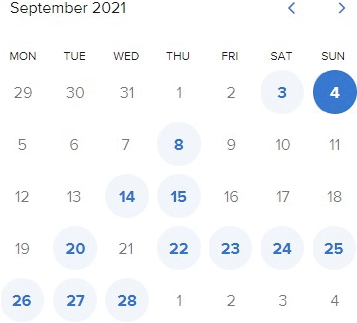 September 2021
MON TUE WED THU FRI SAT SUN
29 30 31 1 2 3 4
5 6 7 8 9 10 11
12 13 14 15 16 17 18
19 20 21 22 23 24 25
26 27 28 1 2 3 4